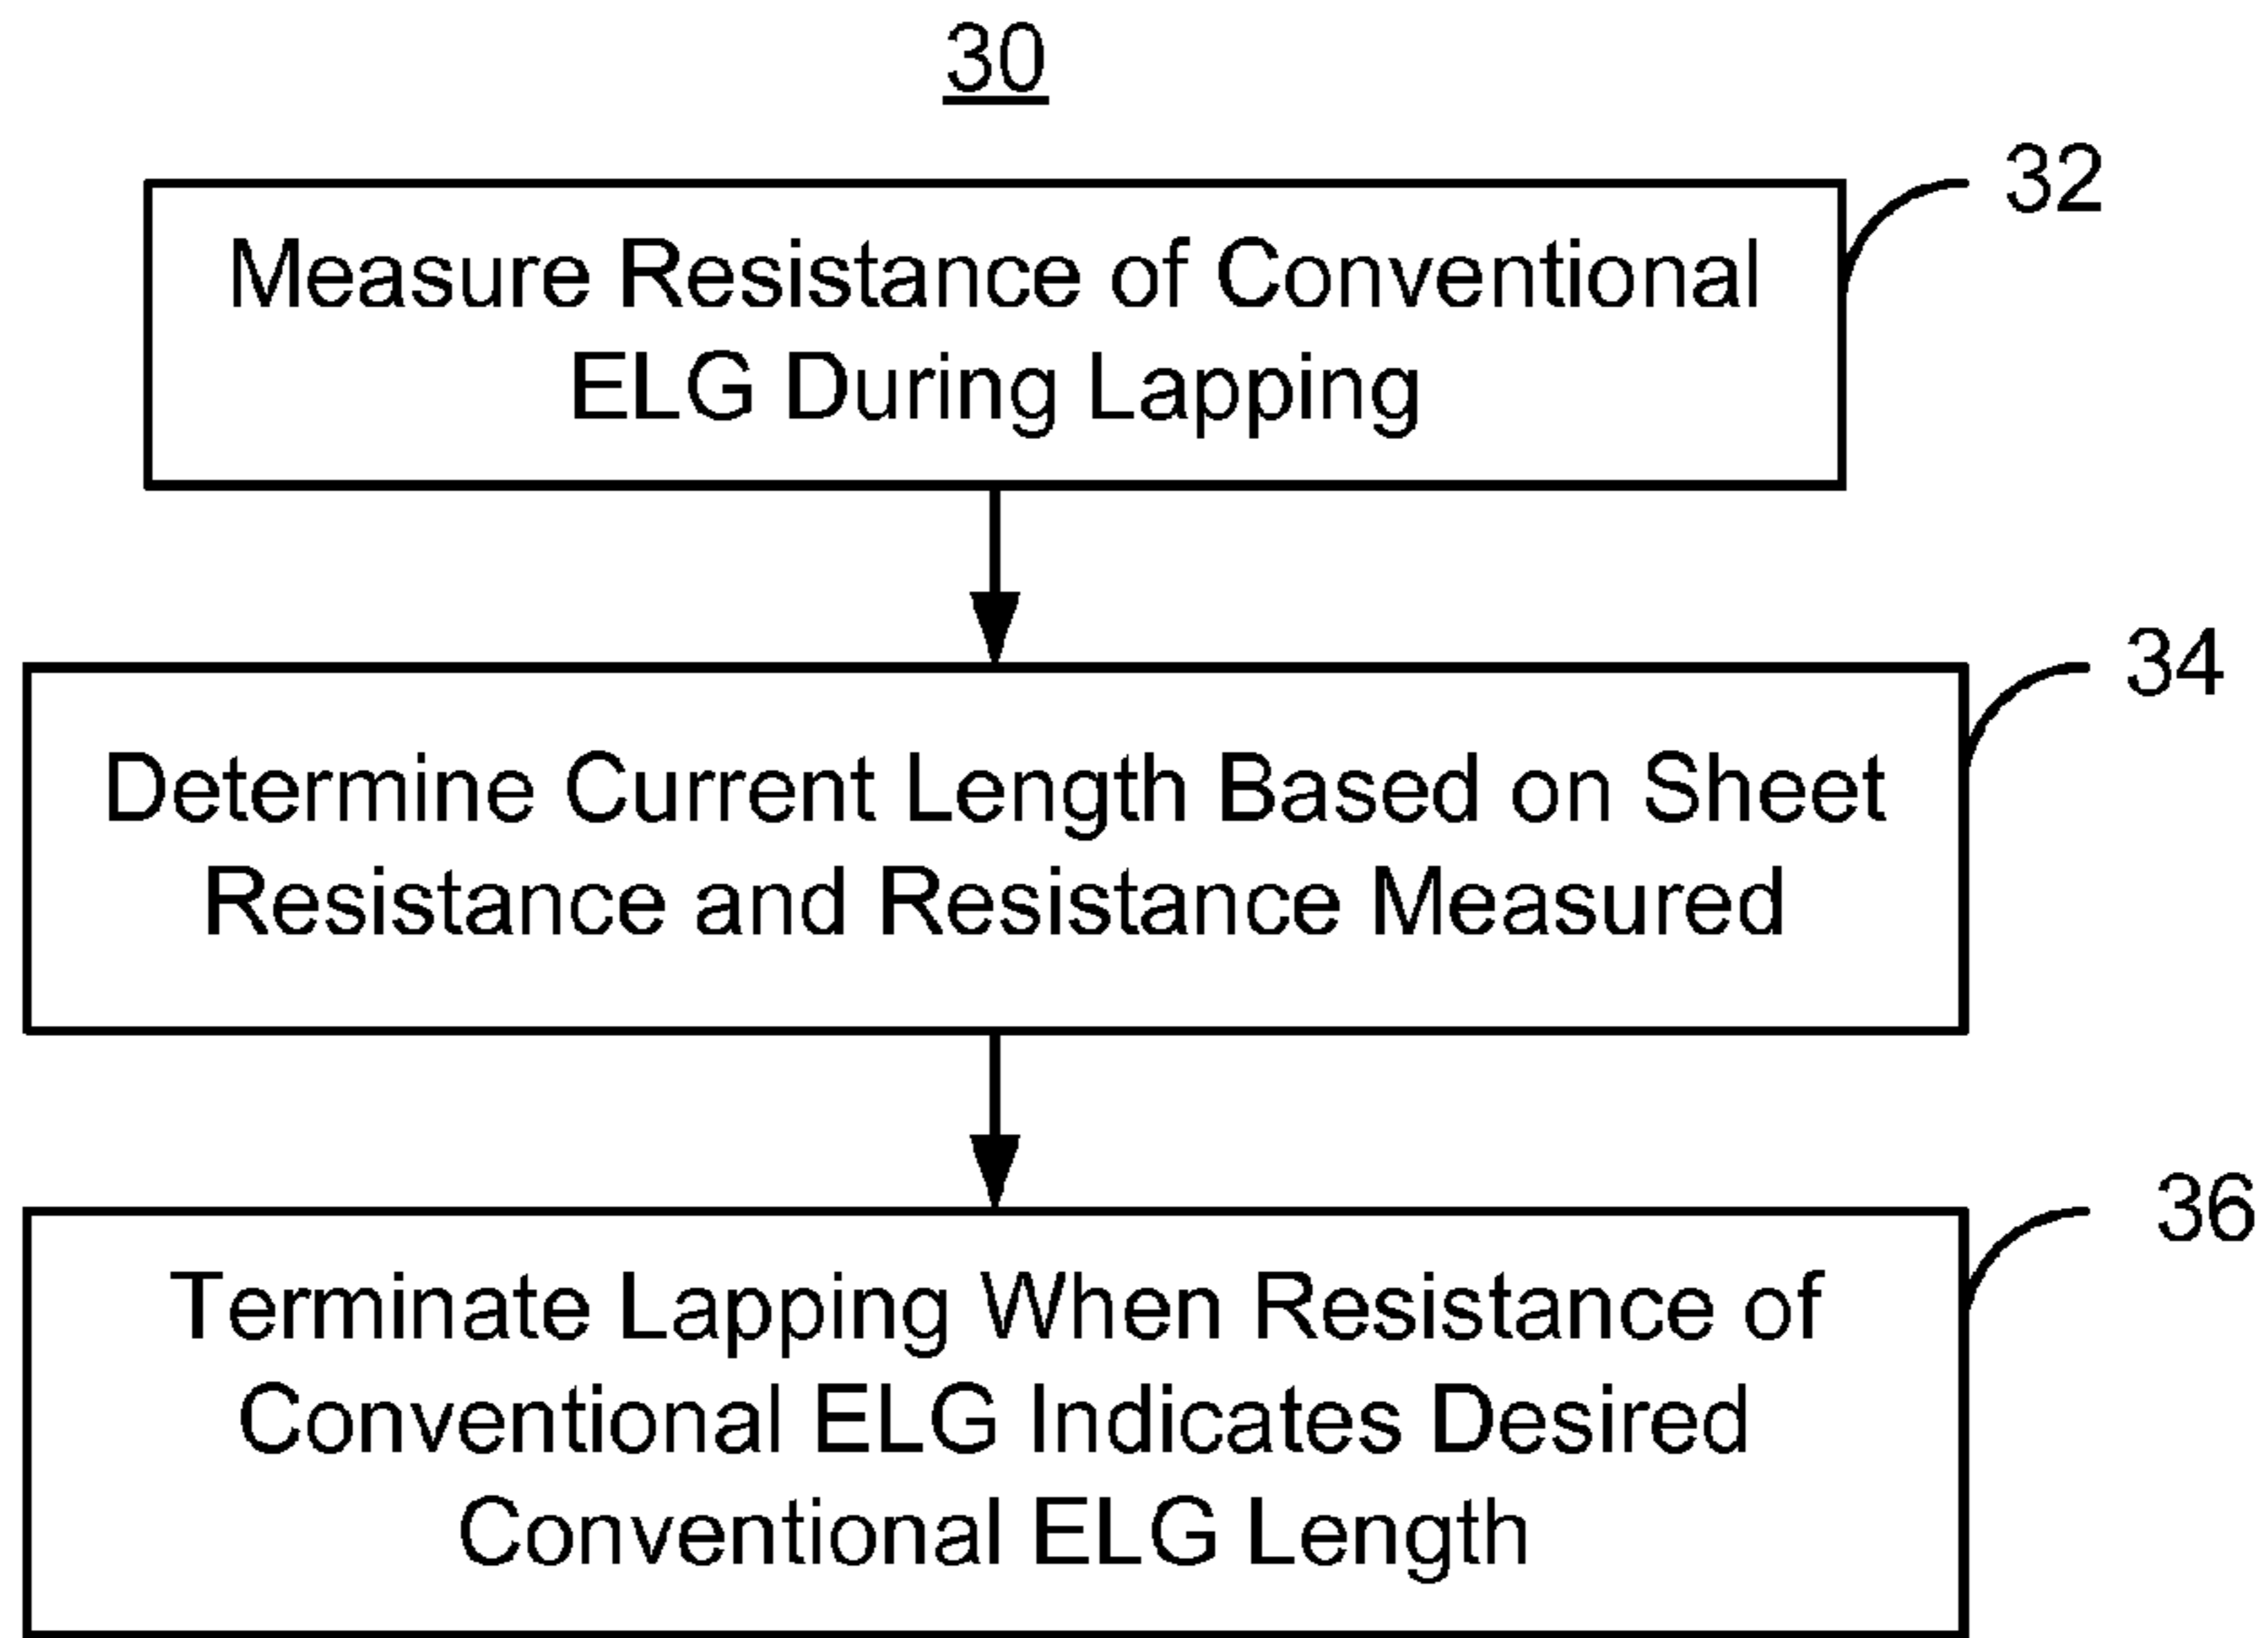 30
32
Measure Resistance of Conventional
ELG During Lapping
34
Determine Current Length Based on Sheet
Resistance and Resistance Measured
36
Terminate Lapping When Resistance of
Conventional ELG Indicates Desired
Conventional ELG Length